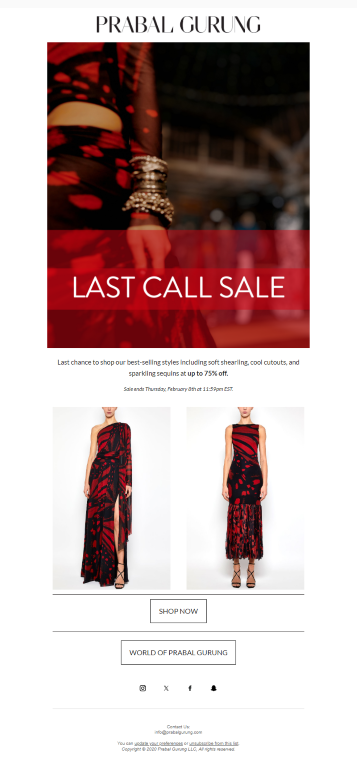 PRABAL GURUNG
LAST CALL SALE
Last chance to shop our best-selling styles including soft shearling, cool cutouts, and
sparkling sequins at up to 75% off.
Sale ends Thursday, February 8th at 11:59pm EST.
SHOP NOW
WORLD OF PRABAL GURUNG
Contact Us:
info@prabalgurung.com
You can update your preferences or unsubscribe from this list.
Copyright © 2020 Prabal Gurung LLC, All rights reserved.